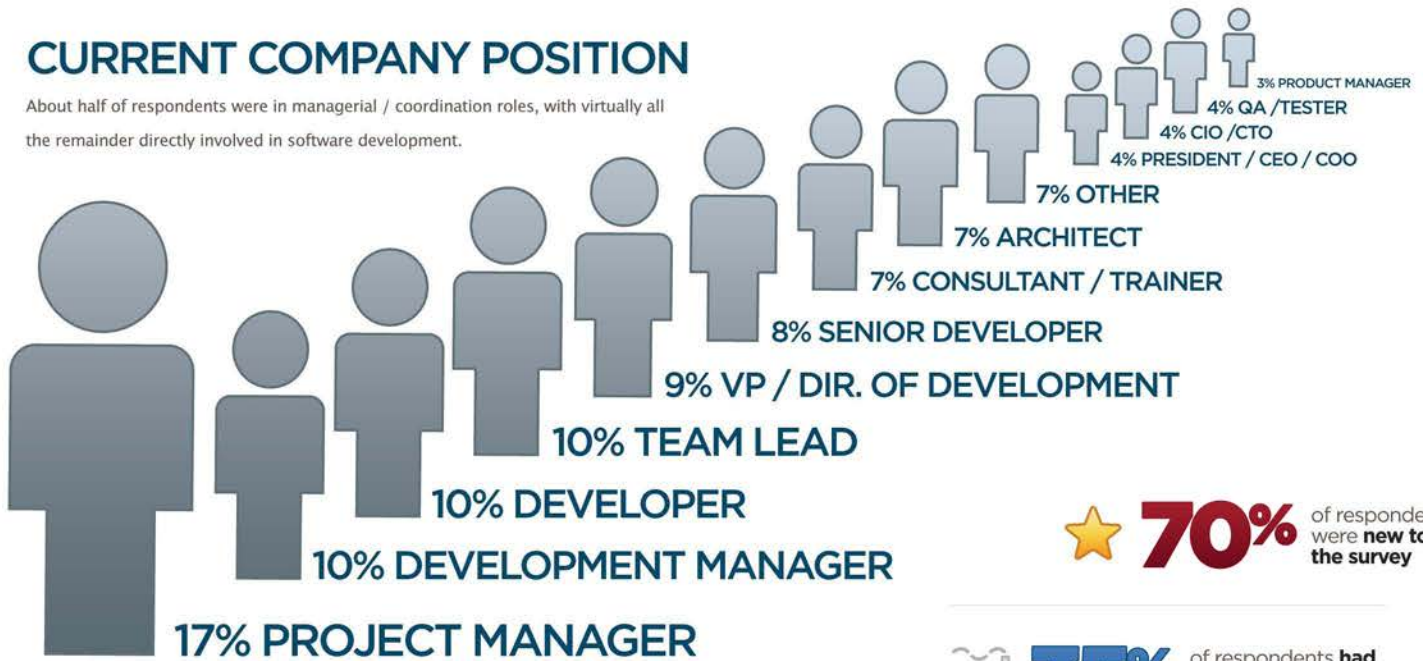 CURRENT COMPANY POSITION
About half of respondents were in managerial / coordination roles, with virtually all
the remainder directly involved in software development.
3% PRODUCT MANAGER
4% QA /TESTER
4% CIO /CTO
4% PRESIDENT / CEO / COO
7% OTHER
7% ARCHITECT
7% CONSULTANT / TRAINER
8% SENIOR DEVELOPER
9% VP / DIR. OF DEVELOPMENT
10% TEAM LEAD
10% DEVELOPER
10% DEVELOPMENT MANAGER
17% PROJECT MANAGER
70%
of responde
were new to
the survey
%
of respondents had